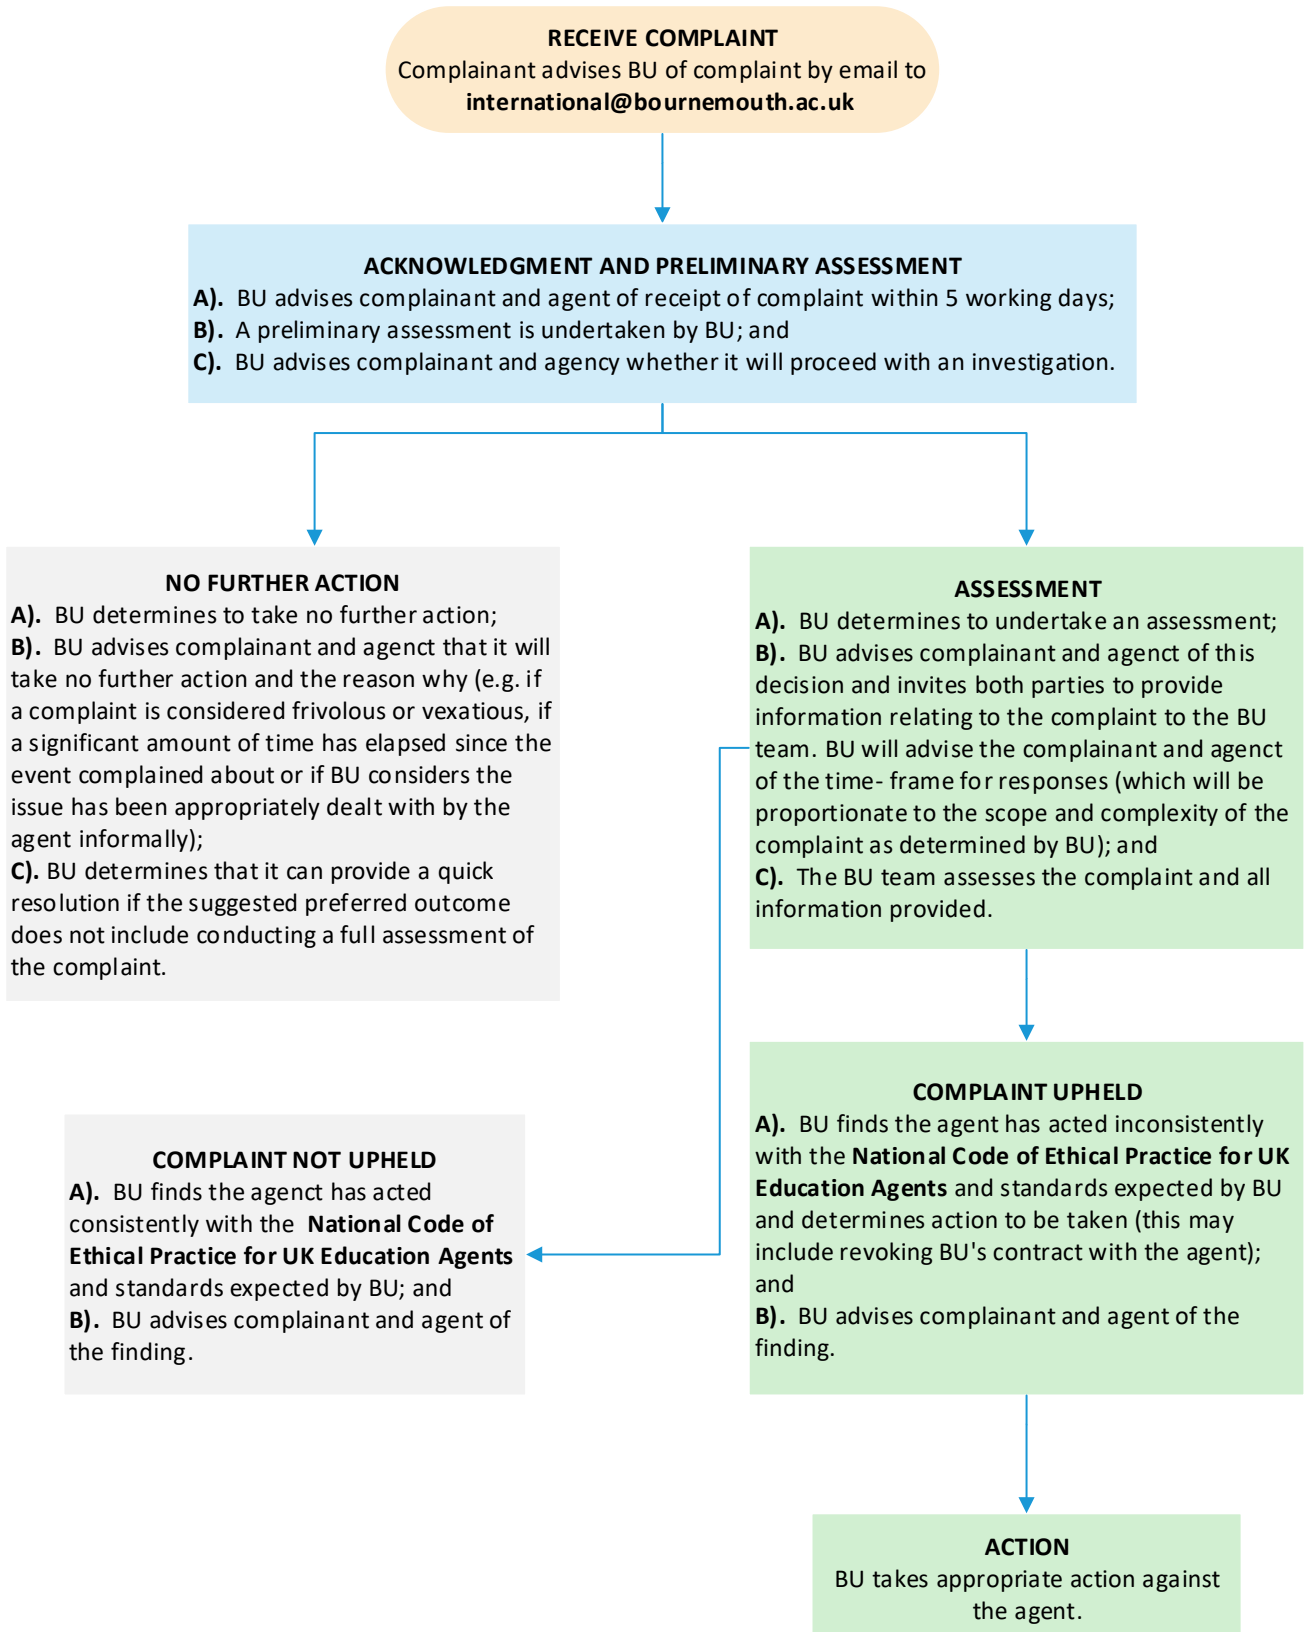 RECEIVE COMPLAINT
Complainant advises BU of complaint by email to
international@bournemouth.ac.uk
ACKNOWLEDGMENT AND PRELIMINARY ASSESSMENT
A). BU advises complainant and agent of receipt of complaint within 5 working days;
B). A preliminary assessment is undertaken by BU; and
C). BU advises complainant and agency whether it will proceed with an investigation.
NO FURTHER ACTION
A). BU determines to take no further action;
B). BU advises complainant and agenct that it will
take no further action and the reason why (e.g. if
a complaint is considered frivolous or vexatious, if
a significant amount of time has elapsed since the
event complained about or if BU considers the
issue has been appropriately dealt with by the
agent informally);
C). BU determines that it can provide a quick
resolution if the suggested preferred outcome
does not include conducting a full assessment of
the complaint.
ASSESSMENT
A). BU determines to undertake an assessment;
B). BU advises complainant and agenct of this
decision and invites both parties to provide
information relating to the complaint to the BU
team. BU will advise the complainant and agenct
of the time- frame for responses (which will be
proportionate to the scope and complexity of the
complaint as determined by BU); and
C). The BU team assesses the complaint and all
information provided.
COMPLAINT NOT UPHELD
A). BU finds the agenct has acted
consistently with the National Code of
Ethical Practice for UK Education Agents
and standards expected by BU; and
B). BU advises complainant and agent of
the finding.
COMPLAINT UPHELD
A). BU finds the agent has acted inconsistently
with the National Code of Ethical Practice for UK
Education Agents and standards expected by BU
and determines action to be taken (this may
include revoking BU's contract with the agent);
and
B). BU advises complainant and agent of the
finding.
ACTION
BU takes appropriate action against
the agent.